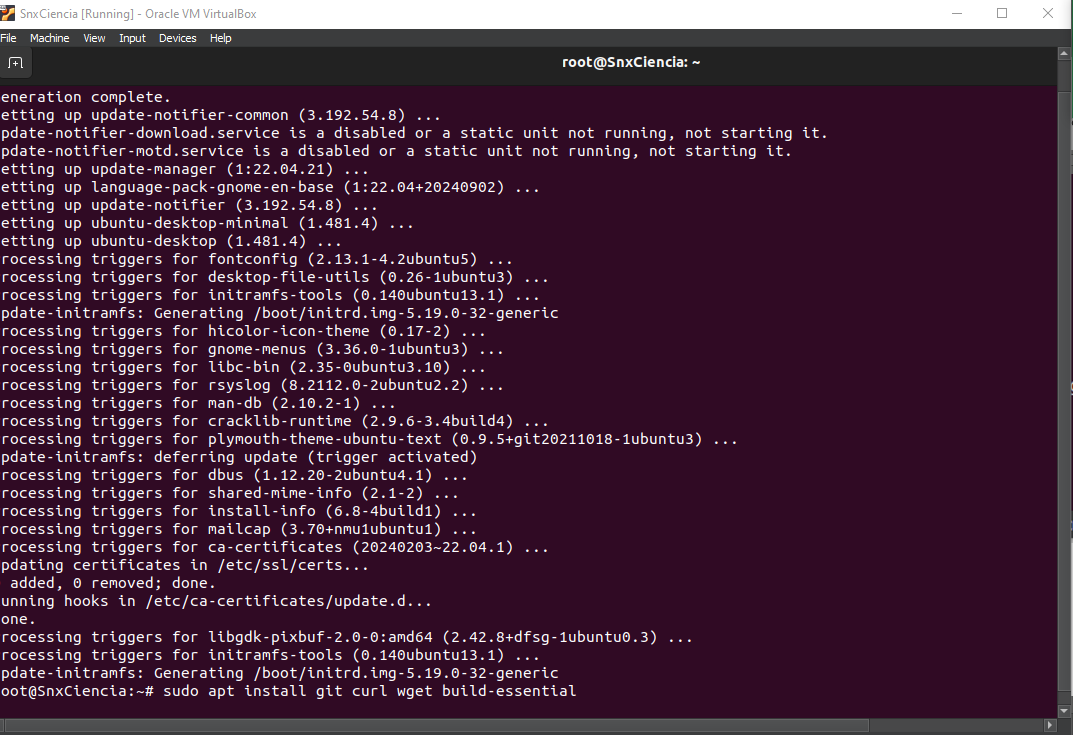 SnxCiencia [Running] - Oracle VM VirtualBox
File Machine View Input Devices Help
root@SnxCiencia: ~
eneration complete.
etting up update-notifier-common (3.192.54.8) ...
pdate-notifier-download.service is a disabled or a static unit not running, not starting it.
pdate-notifier-motd.service is a disabled or a static unit not running, not starting it.
etting up update-manager (1:22.04.21) ...
etting up language-pack-gnome-en-base (1:22.04+20240902) ...
etting up update-notifier (3.192.54.8) ...
etting up ubuntu-desktop-minimal (1.481.4) ...
etting up ubuntu-desktop (1.481.4) ...
rocessing triggers for fontconfig (2.13.1-4.2ubuntu5) ...
rocessing triggers for desktop-file-utils (0.26-1ubuntu3) ...
rocessing triggers for initramfs-tools (0.140ubuntu13.1) ...
pdate-initramfs: Generating /boot/initrd.img-5.19.0-32-generic
rocessing triggers for hicolor-icon-theme (0.17-2) ...
rocessing triggers for gnome-menus (3.36.0-1ubuntu3) ...
rocessing triggers for libc-bin (2.35-0ubuntu3.10) ...
rocessing triggers for rsyslog (8.2112.0-2ubuntu2.2) ...
rocessing triggers for man-db (2.10.2-1) ...
rocessing triggers for cracklib-runtime (2.9.6-3.4build4) ...
rocessing triggers for plymouth-theme-ubuntu-text (0.9.5+git20211018-1ubuntu3) ...
pdate-initramfs: deferring update (trigger activated)
rocessing triggers for dbus (1.12.20-2ubuntu4.1) ...
rocessing triggers for shared-mime-info (2.1-2) ...
rocessing triggers for install-info (6.8-4build1) ...
rocessing triggers for mailcap (3.70+nmu1ubuntu1) ...
rocessing triggers for ca-certificates (20240203~22.04.1) ...
pdating certificates in /etc/ssl/certs...
added, 0 removed; done.
unning hooks in /etc/ca-certificates/update.d...
one.
rocessing triggers for libgdk-pixbuf-2.0-0:amd64 (2.42.8+dfsg-1ubuntu0.3) ...
rocessing triggers for initramfs-tools (0.140ubuntu13.1) ...
pdate-initramfs: Generating /boot/initrd.img-5.19.0-32-generic
oot@SnxCiencia:~# sudo apt install git curl wget build-essential